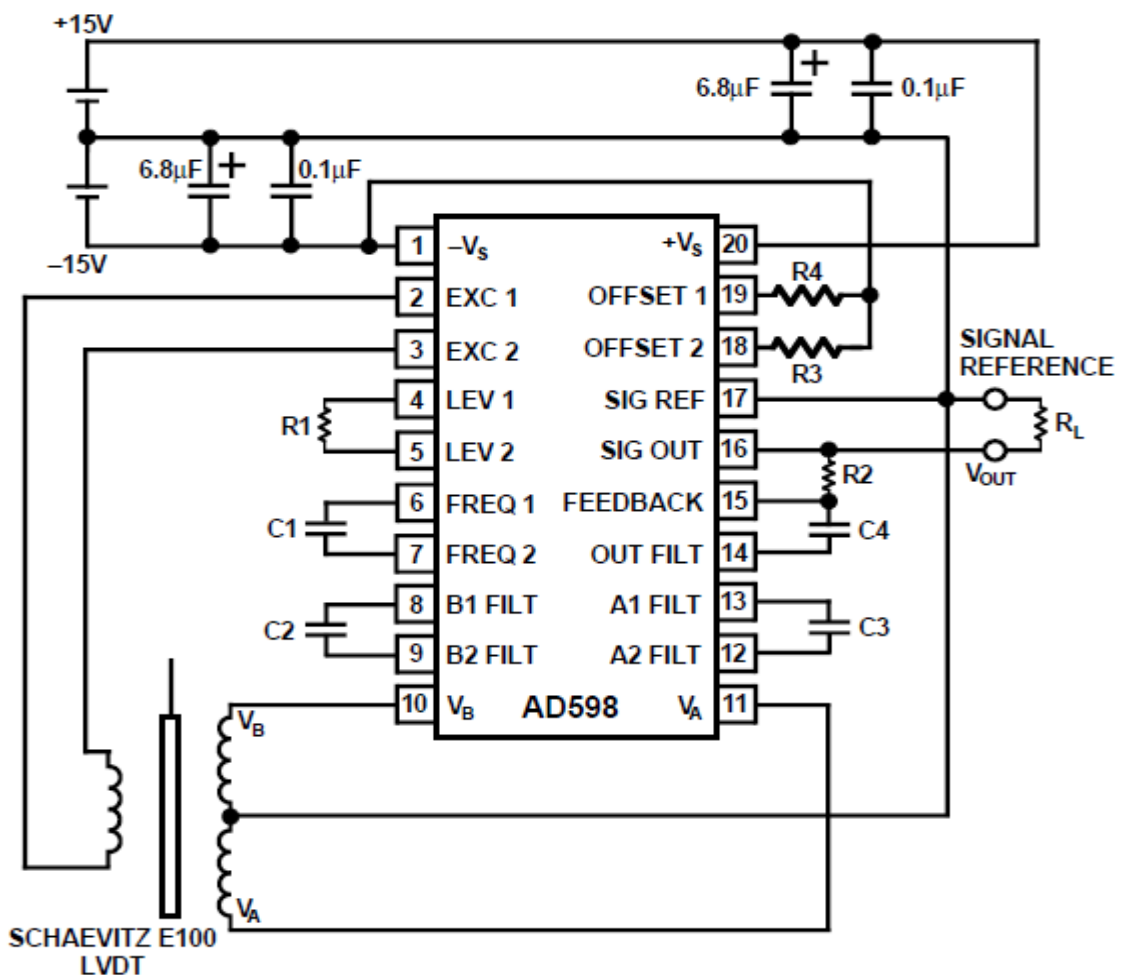 +15V
6.8µF
+
0.1µF
6.8µF
+
0.1µF
–15V
1 –VS
+VS 20
2 EXC 1
OFFSET 1 19
R4
3 EXC 2
OFFSET 2 18
R3
SIGNAL
REFERENCE
4 LEV 1
SIG REF 17
R1
RL
5 LEV 2
SIG OUT 16
R2
VOUT
6 FREQ 1
FEEDBACK 15
C1
C4
7 FREQ 2
OUT FILT 14
8 B1 FILT
A1 FILT 13
C2
C3
9 B2 FILT
A2 FILT 12
10 VB
AD598
VA 11
VB
VA
SCHAEVITZ E100
LVDT